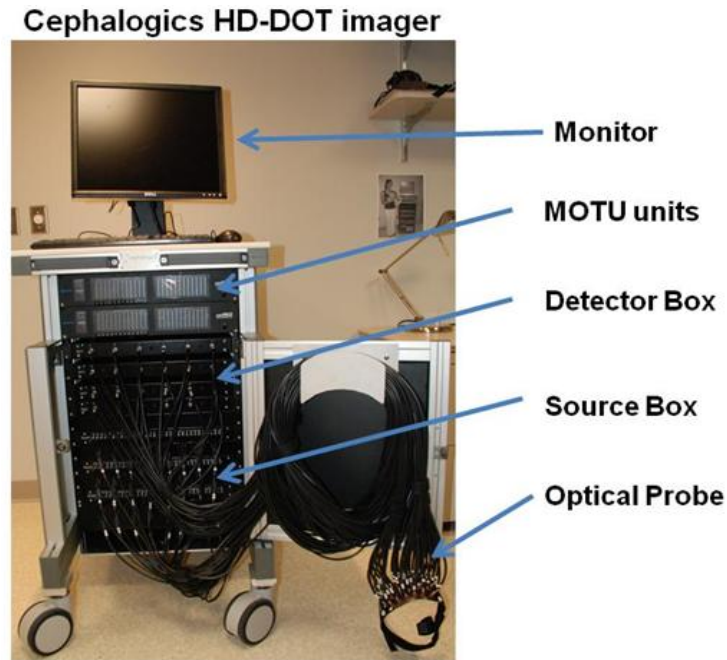 Cephalogics HD-DOT imager
Monitor
MOTU units
Detector Box
Source Box
Optical Probe